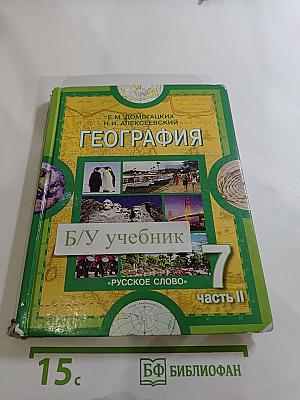 Е.М. ДОМОГАЦКИХ
Н.И. АЛЕКСЕЕВСКИЙ
ГЕОГРАФИЯ
Б/У учебник
7
часть II
«РУССКОЕ СЛОВО»
15с
БФ БИБЛИОФАН